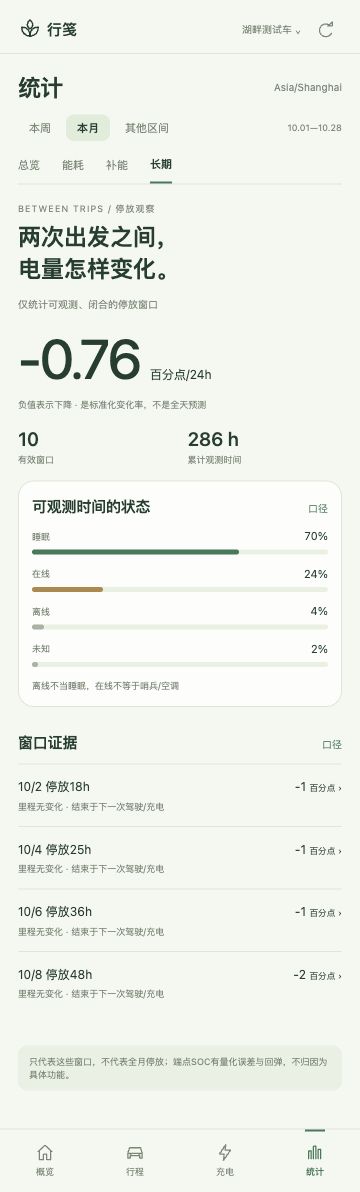 行笺
湖畔测试车
统计
Asia/Shanghai
本周 本月 其他区间 10.01—10.28
总览 能耗 补能 长期
BETWEEN TRIPS / 停放观察
两次出发之间，
电量怎样变化。
仅统计可观测、闭合的停放窗口
-0.76 百分点/24h
负值表示下降 · 是标准化变化率，不是全天预测
10 286 h
有效窗口 累计观测时间
可观测时间的状态 口径
睡眠 70%
在线 24%
离线 4%
未知 2%
离线不当睡眠，在线不等于哨兵/空调
窗口证据 口径
10/2 停放18h -1 百分点 ›
里程无变化 · 结束于下一次驾驶/充电
10/4 停放25h -1 百分点 ›
里程无变化 · 结束于下一次驾驶/充电
10/6 停放36h -1 百分点 ›
里程无变化 · 结束于下一次驾驶/充电
10/8 停放48h -2 百分点 ›
里程无变化 · 结束于下一次驾驶/充电
只代表这些窗口，不代表全月停放；端点SOC有量化误差与回弹，不归因为
具体功能。
概览 行程 充电 统计